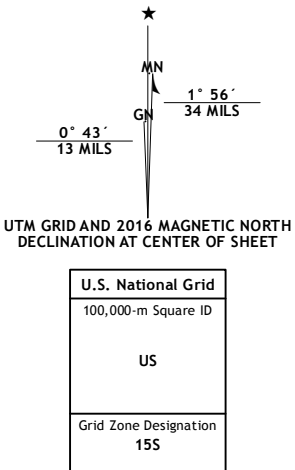 MN
1° 56´
34 MILS
GN
0° 43´
13 MILS
UTM GRID AND 2016 MAGNETIC NORTH
DECLINATION AT CENTER OF SHEET
U.S. National Grid
100,000-m Square ID
US
Grid Zone Designation
15S